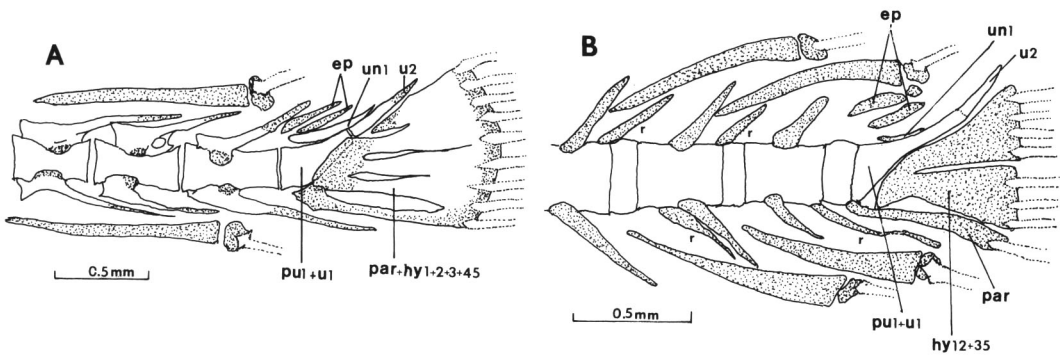 A
ep
un1
u2
0.5mm
pu1+u1
par+hy1+2+3+45
B
ep
un1
u2
r
r
r
r
0.5mm
pu1+u1
hy12+35
par